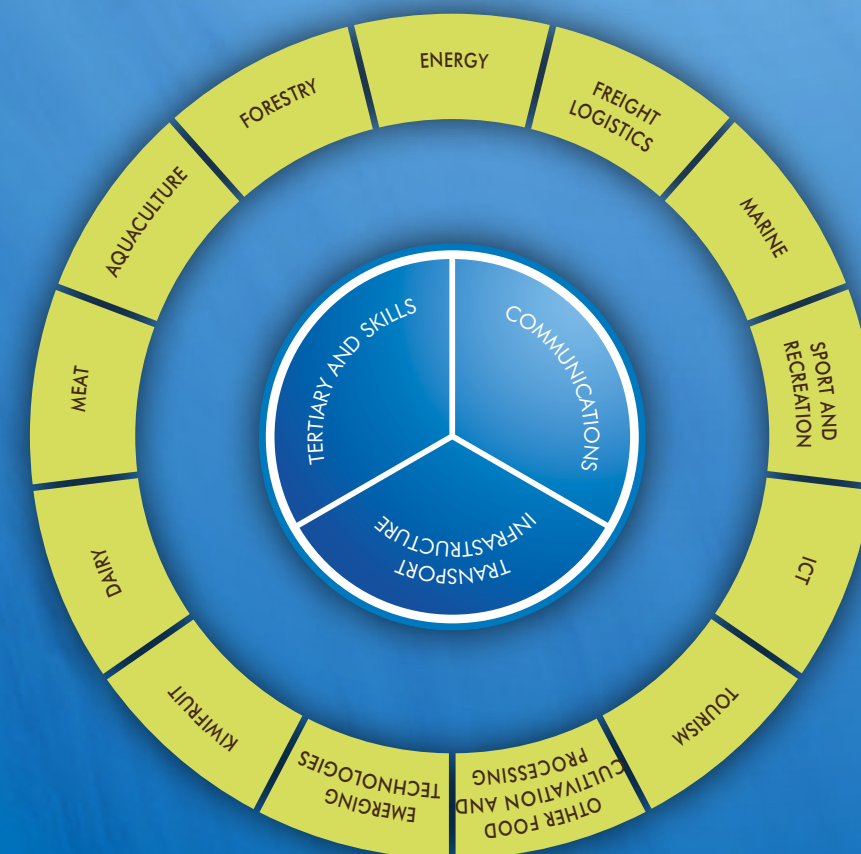 ENERGY
FREIGHT
LOGISTICS
MARINE
SPORT AND
RECREATION
ICT
TOURISM
OTHER FOOD
CULTIVATION AND
PROCESSING
EMERGING
TECHNOLOGIES
KIWIFRUIT
DAIRY
MEAT
AQUACULTURE
FORESTRY
TERTIARY AND SKILLS
COMMUNICATIONS
TRANSPORT
INFRASTRUCTURE